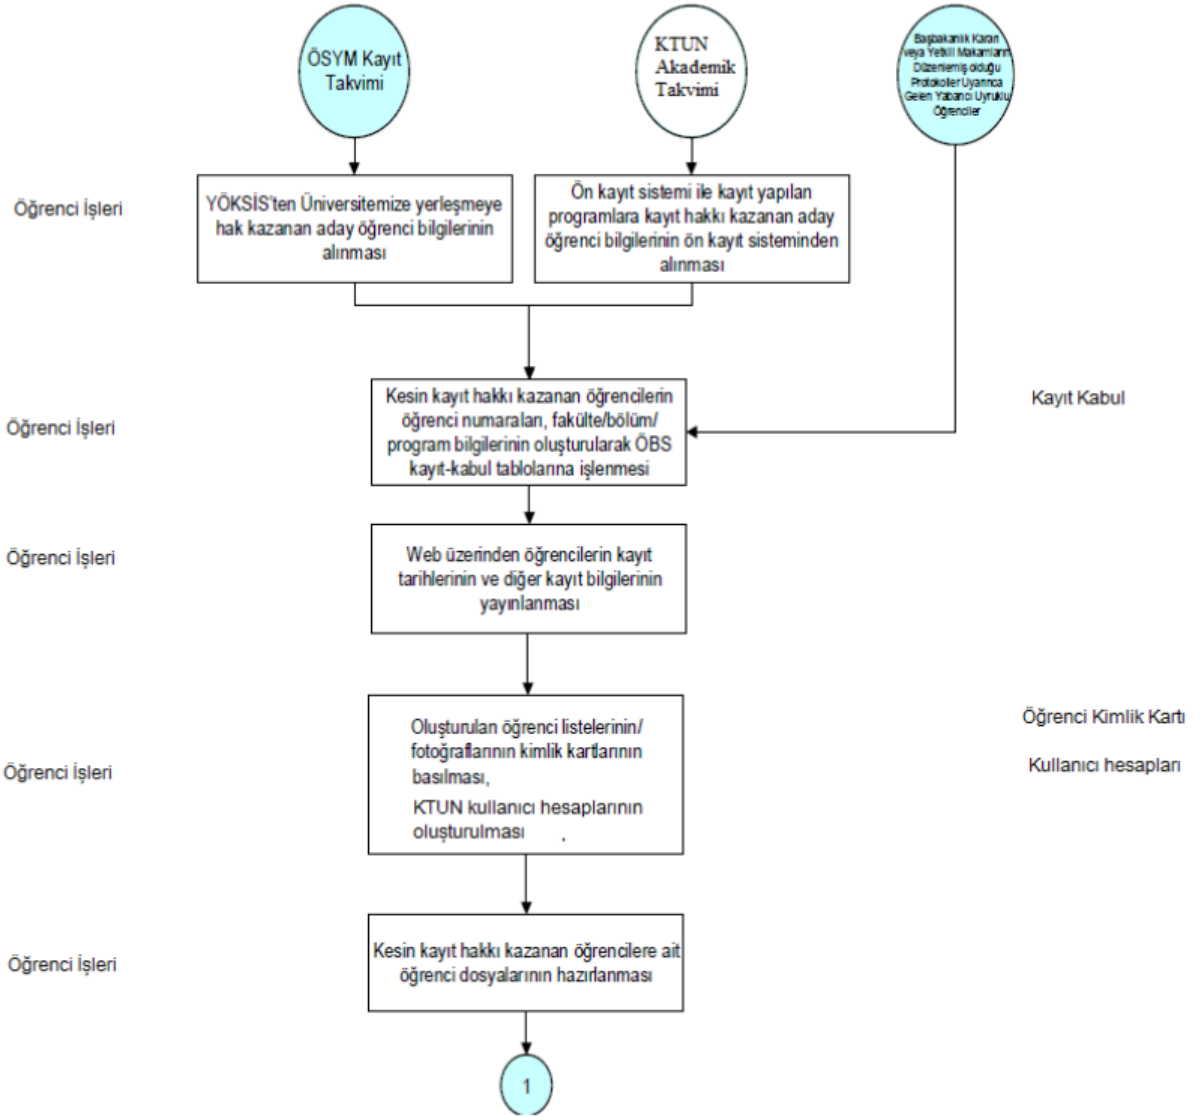 ÖSYM Kayıt
Takvimi
KTUN
Akademik
Takvimi
Başbakanlık Kararı
veya Yetkili Makamların
Düzenlemiş olduğu
Protokoller Uyarınca
Gelen Yabancı Uyruklu
Öğrenciler
Öğrenci İşleri
YÖKSİS'ten Üniversitemize yerleşmeye
hak kazanan aday öğrenci bilgilerinin
alınması
Ön kayıt sistemi ile kayıt yapılan
programlara kayıt hakkı kazanan aday
öğrenci bilgilerinin ön kayıt sisteminden
alınması
Öğrenci İşleri
Kesin kayıt hakkı kazanan öğrencilerin
öğrenci numaraları, fakülte/bölüm/
program bilgilerinin oluşturularak ÖBS
kayıt-kabul tablolarına işlenmesi
Kayıt Kabul
Öğrenci İşleri
Web üzerinden öğrencilerin kayıt
tarihlerinin ve diğer kayıt bilgilerinin
yayınlanması
Öğrenci İşleri
Oluşturulan öğrenci listelerinin/
fotoğraflarının kimlik kartlarının
basılması,
KTUN kullanıcı hesaplarının
oluşturulması .
Öğrenci Kimlik Kartı
Kullanıcı hesapları
Öğrenci İşleri
Kesin kayıt hakkı kazanan öğrencilere ait
öğrenci dosyalarının hazırlanması
1